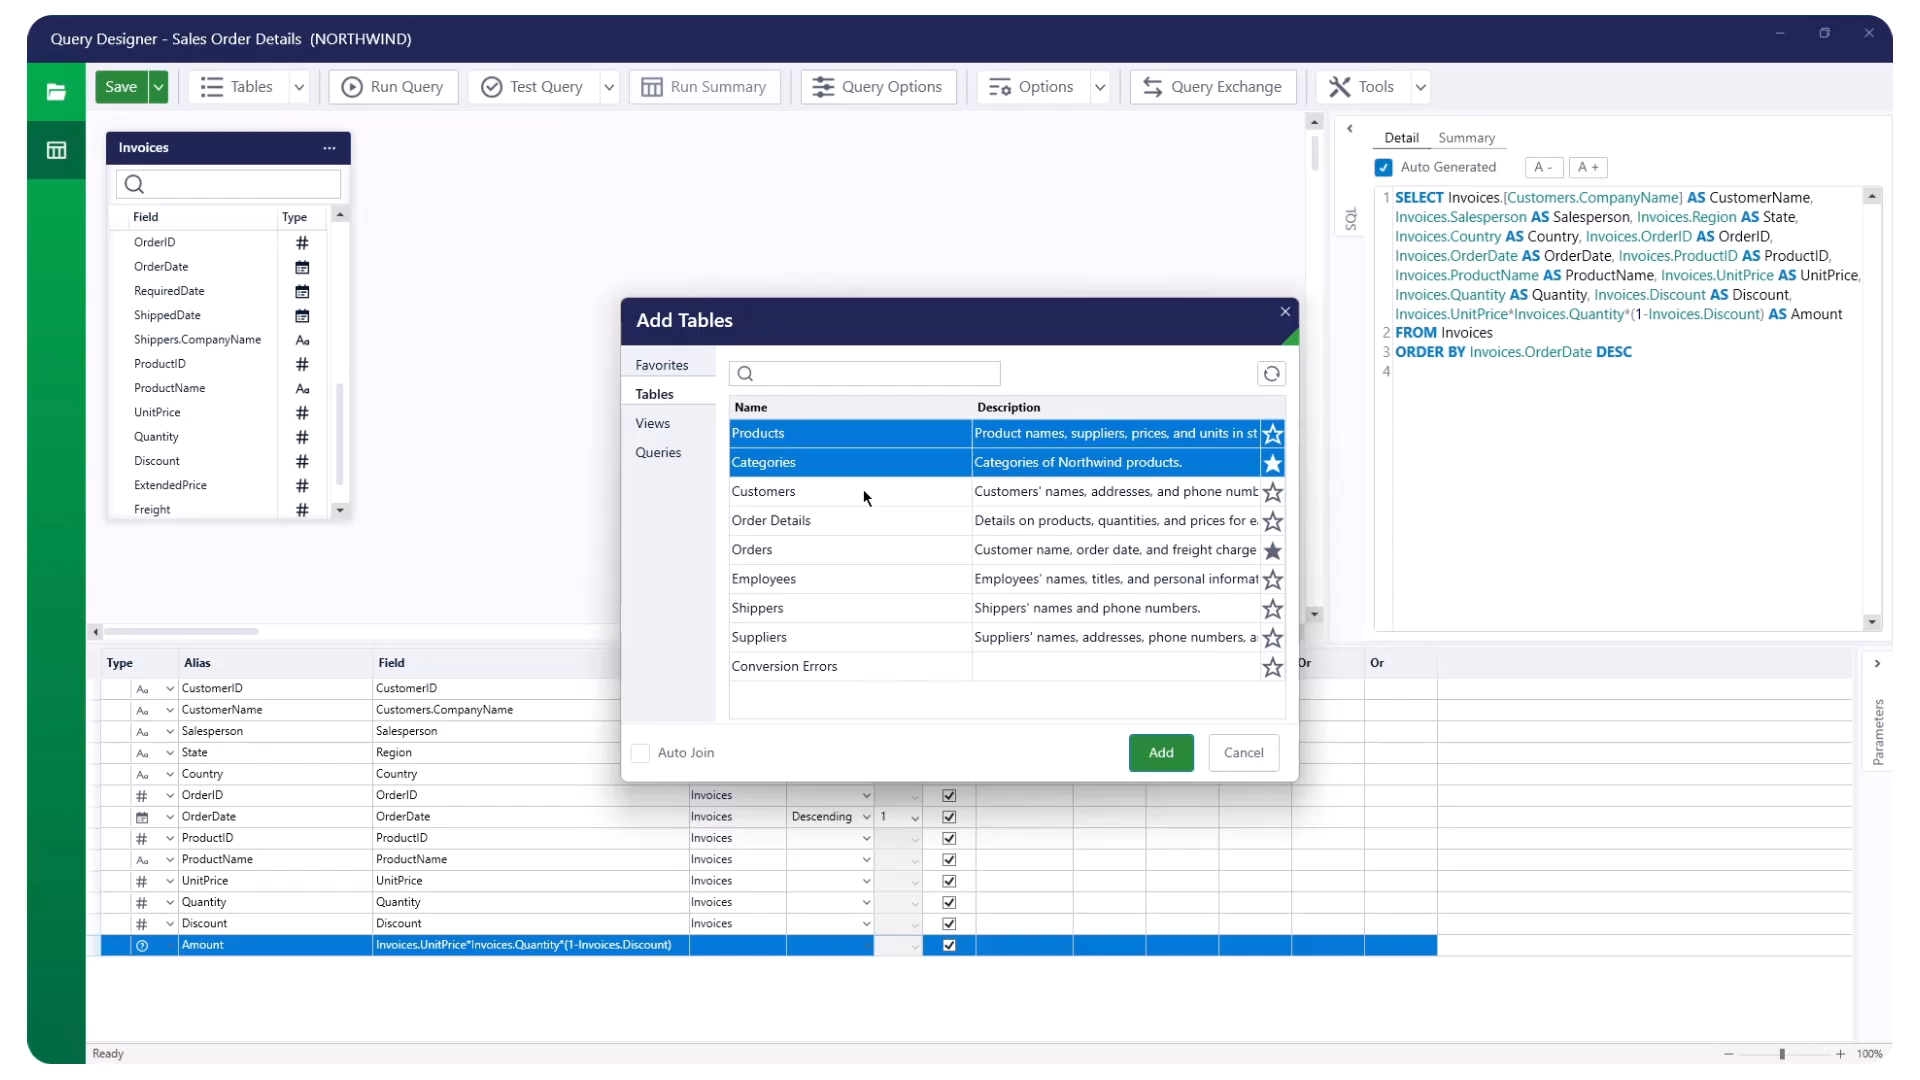 Query Designer - Sales Order Details (NORTHWIND)
Save
Tables
Run Query
Test Query
Run Summary
Query Options
Options
Query Exchange
Tools
Invoices
Field Type
OrderID
OrderDate
RequiredDate
ShippedDate
Shippers.CompanyName
ProductID
ProductName
UnitPrice
Quantity
Discount
ExtendedPrice
Freight
Add Tables
Favorites
Tables
Views
Queries
Name Description
Products Product names, suppliers, prices, and units in st
Categories Categories of Northwind products.
Customers Customers' names, addresses, and phone numb
Order Details Details on products, quantities, and prices for e
Orders Customer name, order date, and freight charge
Employees Employees' names, titles, and personal informat
Shippers Shippers' names and phone numbers.
Suppliers Suppliers' names, addresses, phone numbers, a
Conversion Errors
Auto Join
Add
Cancel
SQL
Detail Summary
Auto Generated A - A +
1 SELECT Invoices.[Customers.CompanyName] AS CustomerName,
Invoices.Salesperson AS Salesperson, Invoices.Region AS State,
Invoices.Country AS Country, Invoices.OrderID AS OrderID,
Invoices.OrderDate AS OrderDate, Invoices.ProductID AS ProductID,
Invoices.ProductName AS ProductName, Invoices.UnitPrice AS UnitPrice,
Invoices.Quantity AS Quantity, Invoices.Discount AS Discount,
Invoices.UnitPrice*Invoices.Quantity*(1-Invoices.Discount) AS Amount
2 FROM Invoices
3 ORDER BY Invoices.OrderDate DESC
4
Type Alias Field Or Or
CustomerID CustomerID
CustomerName Customers.CompanyName
Salesperson Salesperson
State Region
Country Country
OrderID OrderID Invoices
OrderDate OrderDate Invoices Descending 1
ProductID ProductID Invoices
ProductName ProductName Invoices
UnitPrice UnitPrice Invoices
Quantity Quantity Invoices
Discount Discount Invoices
Amount Invoices.UnitPrice*Invoices.Quantity*(1-Invoices.Discount)
Parameters
Ready
100%